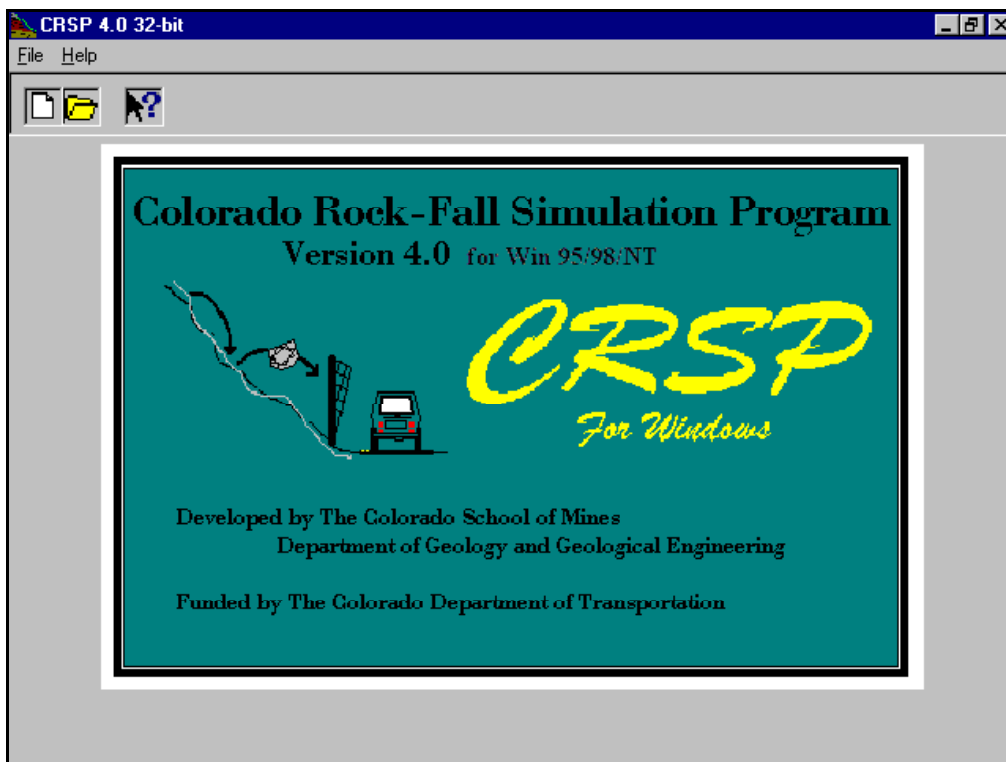 CRSP 4.0 32-bit
File Help
Colorado Rock-Fall Simulation Program
Version 4.0 for Win 95/98/NT
CRSP
For Windows
Developed by The Colorado School of Mines
Department of Geology and Geological Engineering
Funded by The Colorado Department of Transportation